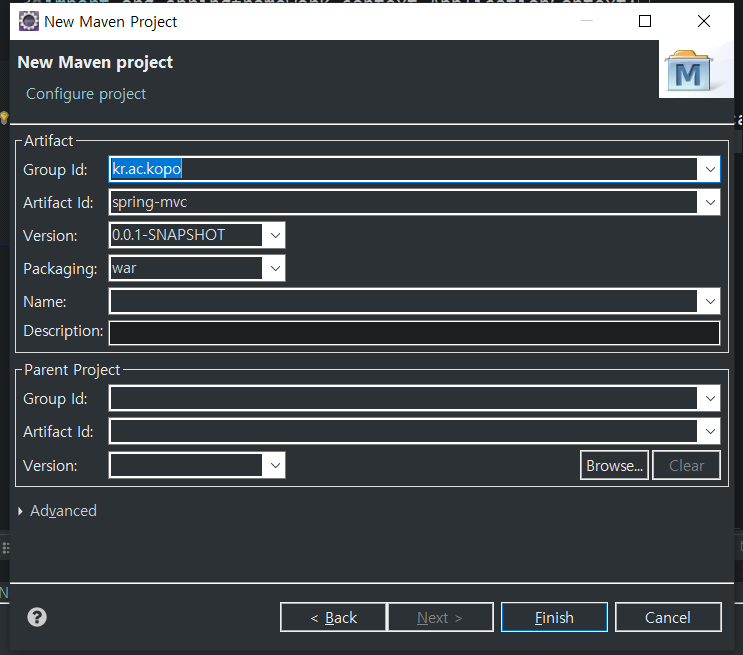 New Maven Project
New Maven project
Configure project
M
Artifact
Group Id: kr.ac.kopo
Artifact Id: spring-mvc
Version: 0.0.1-SNAPSHOT
Packaging: war
Name:
Description:
Parent Project
Group Id:
Artifact Id:
Version: Browse... Clear
Advanced
? < Back Next > Finish Cancel